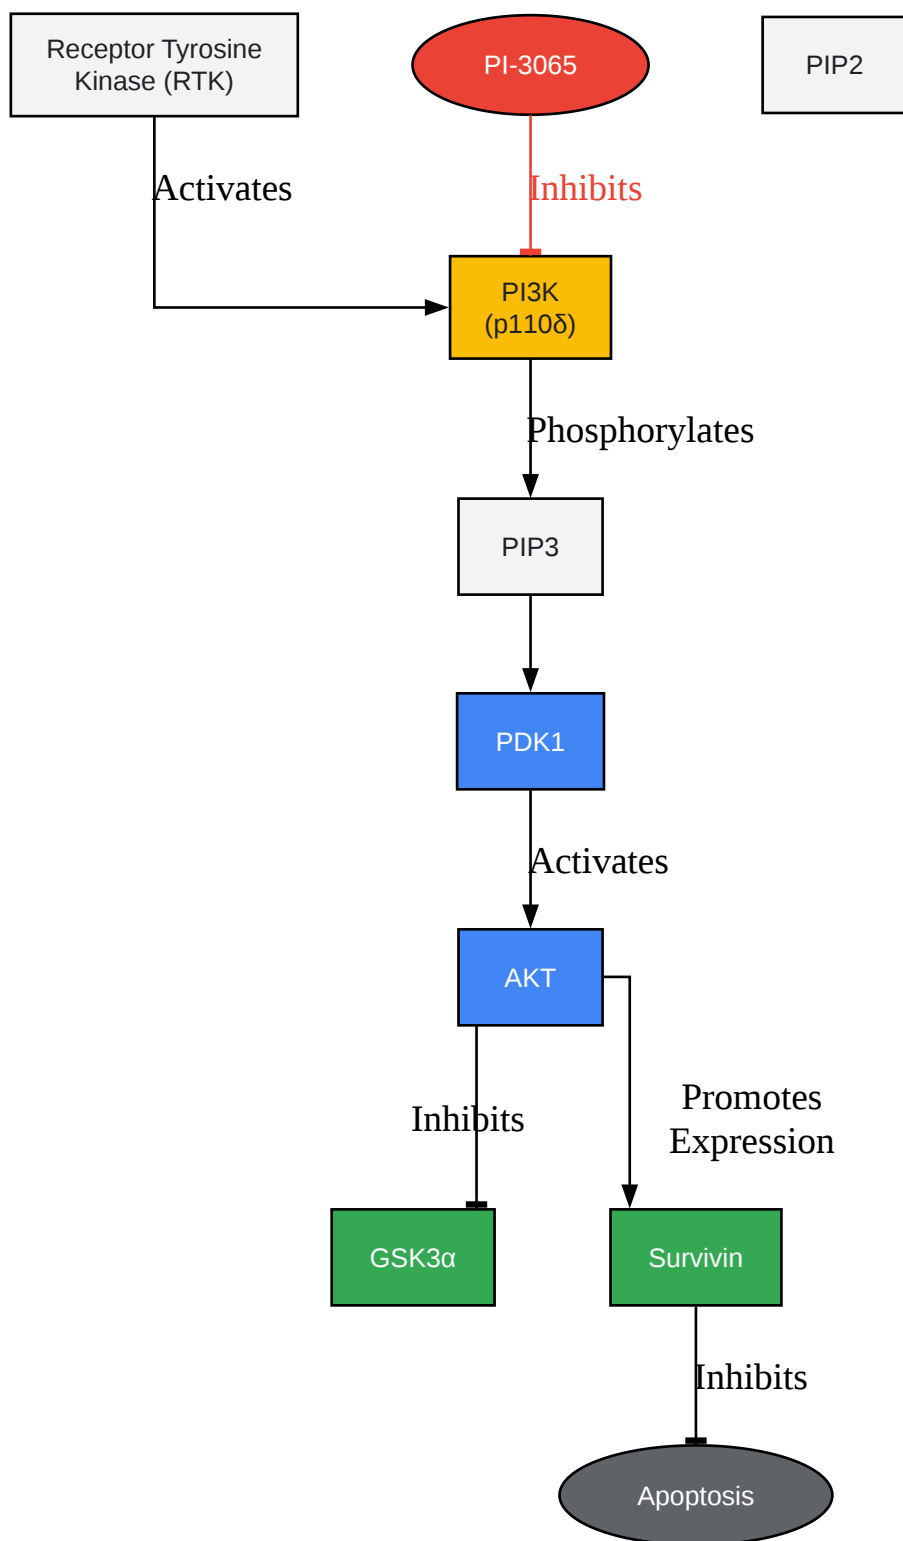 Receptor Tyrosine
Kinase (RTK)
PI-3065
PIP2
Activates
Inhibits
PI3K
(p110δ)
Phosphorylates
PIP3
PDK1
Activates
AKT
Inhibits
Promotes
Expression
GSK3α
Survivin
Inhibits
Apoptosis